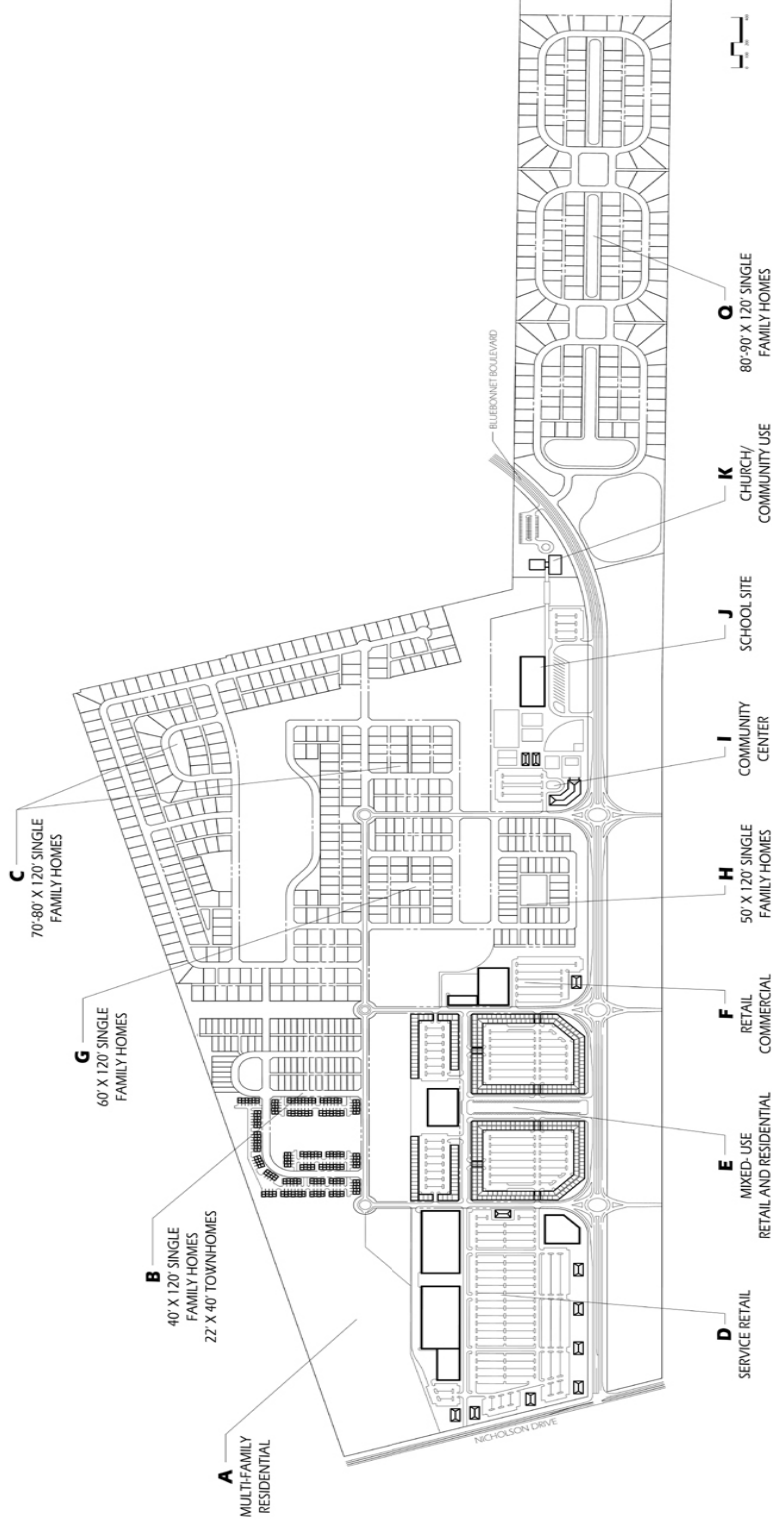 A
MULTI-FAMILY
RESIDENTIAL
B
40' X 120' SINGLE
FAMILY HOMES
22' X 40' TOWNHOMES
G
60' X 120' SINGLE
FAMILY HOMES
C
70'-80' X 120' SINGLE
FAMILY HOMES
NICHOLSON DRIVE
BLUEBONNET BOULEVARD
D
SERVICE RETAIL
E
MIXED- USE
RETAIL AND RESIDENTIAL
F
RETAIL
COMMERCIAL
H
50' X 120' SINGLE
FAMILY HOMES
I
COMMUNITY
CENTER
J
SCHOOL SITE
K
CHURCH/
COMMUNITY USE
Q
80'-90' X 120' SINGLE
FAMILY HOMES